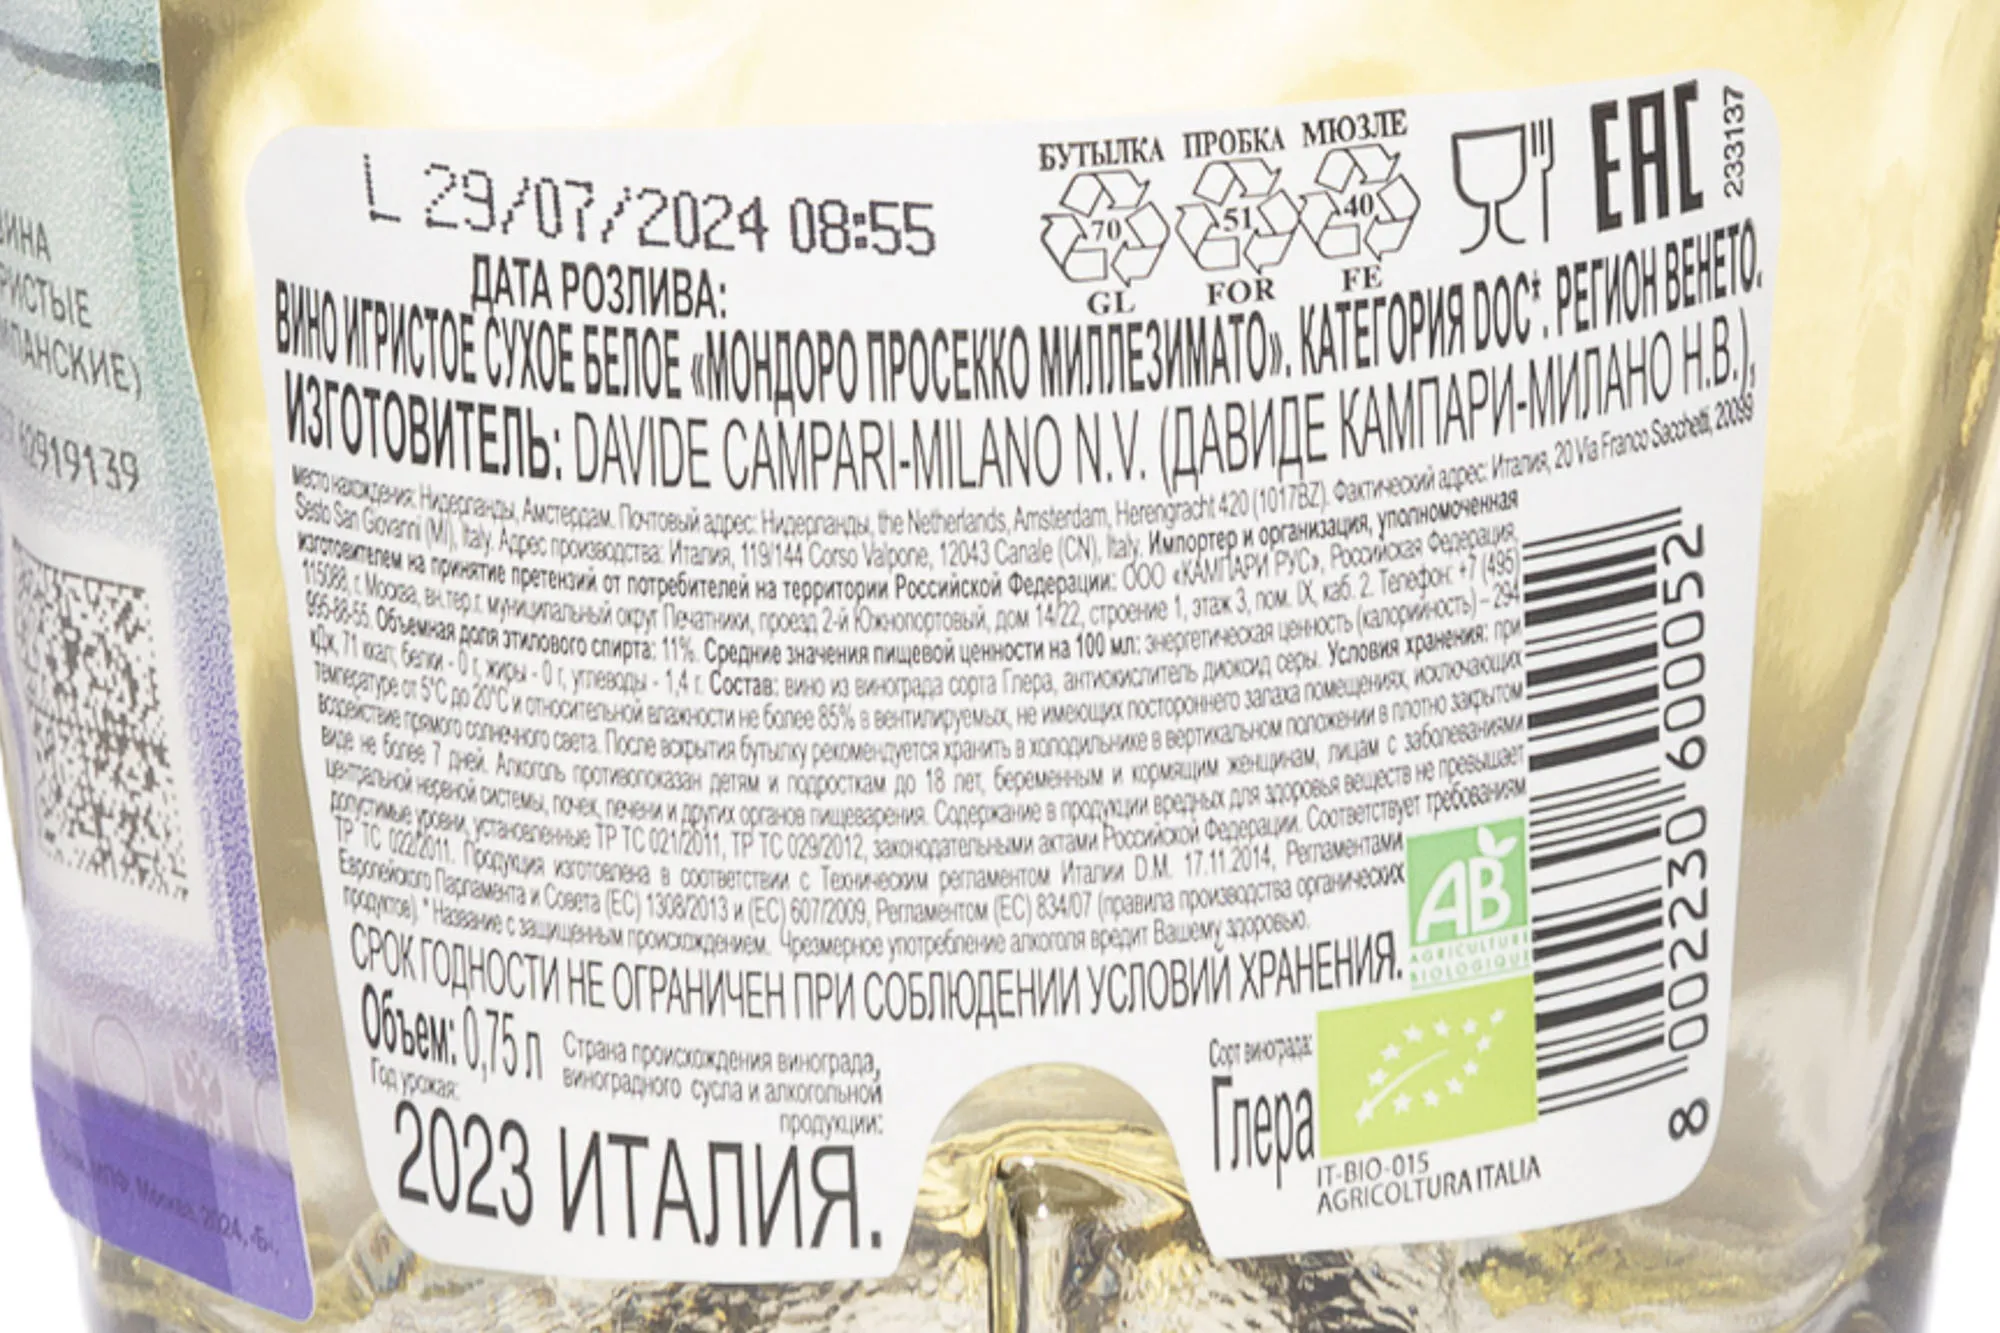 ВИНА
62919139
L 29/07/2024 08:55
ДАТА РОЗЛИВА:
БУТЫЛКА ПРОБКА МЮЗЛЕ
70 51 40
GL FOR FE
EAC
233137
ВИНО ИГРИСТОЕ СУХОЕ БЕЛОЕ «МОНДОРО ПРОСЕККО МИЛЛЕЗИМАТО». КАТЕГОРИЯ DOC*. РЕГИОН ВЕНЕТО.
ИЗГОТОВИТЕЛЬ: DAVIDE CAMPARI-MILANO N.V. (ДАВИДЕ КАМПАРИ-МИЛАНО Н.В.),
место нахождения: Нидерланды, Амстердам. Почтовый адрес: Нидерланды, the Netherlands, Amsterdam, Herengracht 420 (1017BZ). Фактический адрес: Италия, 20 Via Franco Sacchetti, 20099
Sesto San Giovanni (MI), Italy. Адрес производства: Италия, 119/144 Corso Valpone, 12043 Canale (CN), Italy. Импортер и организация, уполномоченная
изготовителем на принятие претензий от потребителей на территории Российской Федерации: ООО «КАМПАРИ РУС», Российская Федерация,
115088, г. Москва, вн.тер.г. муниципальный округ Печатники, проезд 2-й Южнопортовый, дом 14/22, строение 1, этаж 3, пом. IX, каб. 2. Телефон: +7 (495)
995-88-55. Объемная доля этилового спирта: 11%. Средние значения пищевой ценности на 100 мл: энергетическая ценность (калорийность) – 294
кДж, 71 ккал; белки - 0 г, жиры - 0 г, углеводы - 1,4 г. Состав: вино из винограда сорта Глера, антиокислитель диоксид серы. Условия хранения: при
температуре от 5°C до 20°C и относительной влажности не более 85% в вентилируемых, не имеющих постороннего запаха помещениях, исключающих
воздействие прямого солнечного света. После вскрытия бутылку рекомендуется хранить в холодильнике в вертикальном положении в плотно закрытом
виде не более 7 дней. Алкоголь противопоказан детям и подросткам до 18 лет, беременным и кормящим женщинам, лицам с заболеваниями
центральной нервной системы, почек, печени и других органов пищеварения. Содержание в продукции вредных для здоровья веществ не превышает
допустимые уровни, установленные ТР ТС 021/2011, ТР ТС 029/2012, законодательными актами Российской Федерации. Соответствует требованиям
ТР ТС 022/2011. Продукция изготовлена в соответствии с Техническим регламентом Италии D.M. 17.11.2014, Регламентами
Европейского Парламента и Совета (ЕС) 1308/2013 и (ЕС) 607/2009, Регламентом (ЕС) 834/07 (правила производства органических
продуктов). * Название с защищенным происхождением. Чрезмерное употребление алкоголя вредит Вашему здоровью.
СРОК ГОДНОСТИ НЕ ОГРАНИЧЕН ПРИ СОБЛЮДЕНИИ УСЛОВИЙ ХРАНЕНИЯ.
Объем: 0,75 л
Год урожая:
2023
Страна происхождения винограда,
виноградного сусла и алкогольной
продукции:
ИТАЛИЯ.
Сорт винограда:
Глера
AB
AGRICULTURE
BIOLOGIQUE
IT-BIO-015
AGRICOLTURA ITALIA
8 002230 600052